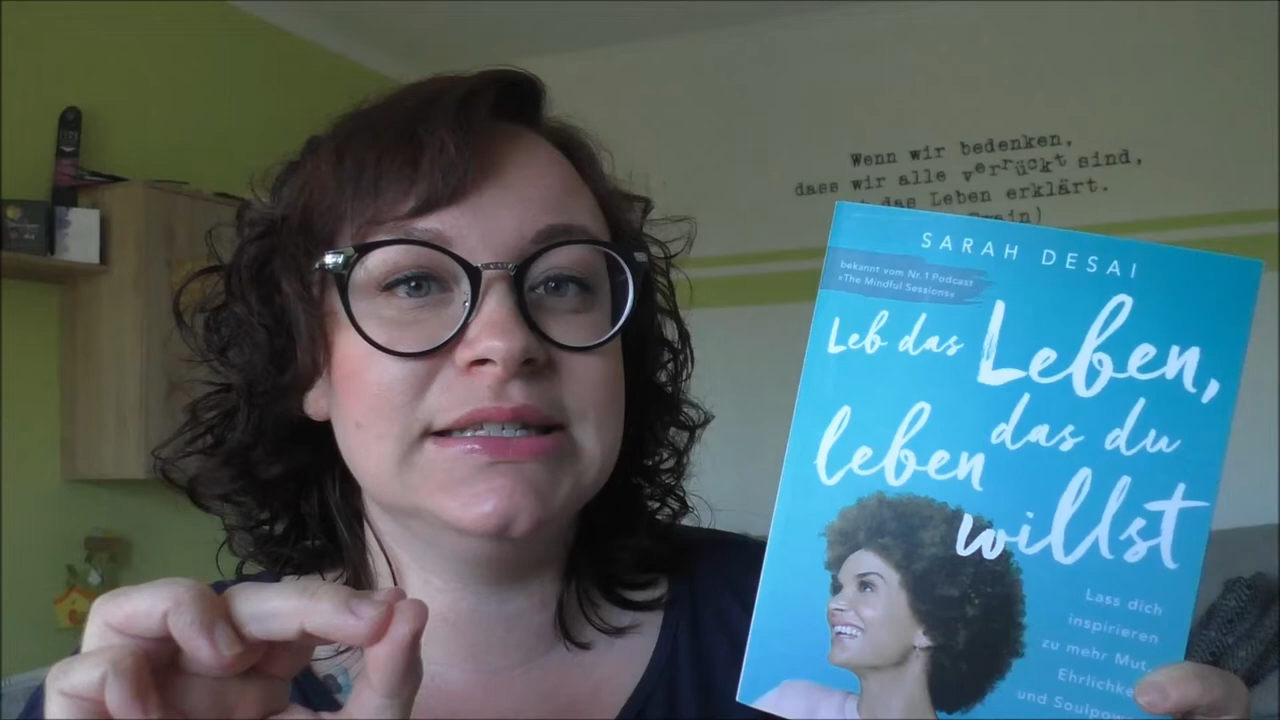 Wenn wir bedenken,
dass wir alle verrückt sind,
das Leben erklärt.
SARAH DESAI
bekannt vom Nr. 1 Podcast
«The Mindful Sessions»
Leb das Leben,
das du
leben
willst
Lass dich
inspirieren
zu mehr Mut,
und